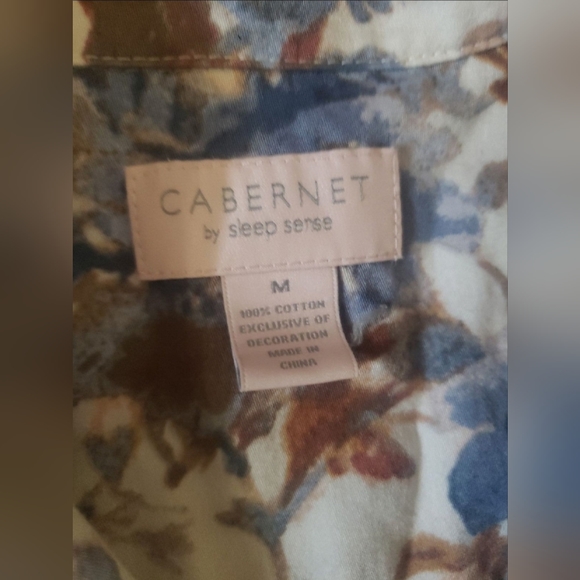 CABERNET
by sleep sense
M
100% COTTON
EXCLUSIVE OF
DECORATION
MADE IN
CHINA